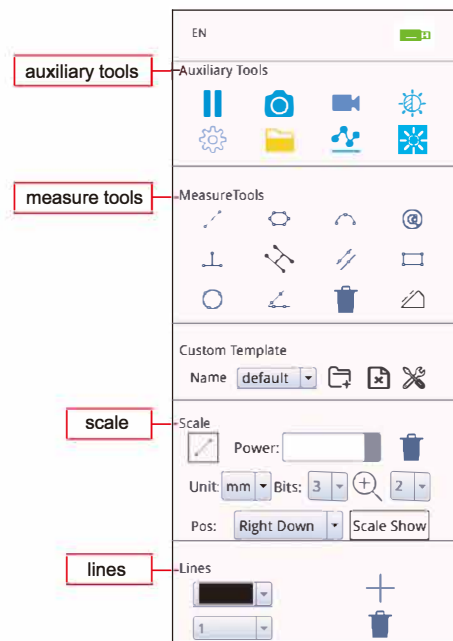 EN
auxiliary tools
Auxiliary Tools
measure tools
MeasureTools
Custom Template
Name default
scale
Scale
Power:
Unit: mm Bits: 3 2
Pos: Right Down Scale Show
lines
Lines
1